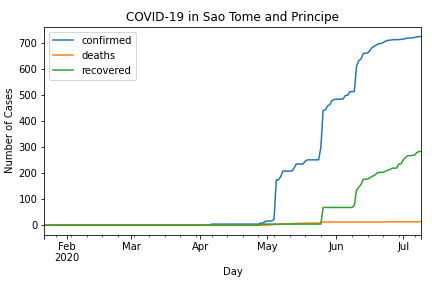 COVID-19 in Sao Tome and Principe
confirmed
deaths
recovered
Number of Cases
700
600
500
400
300
200
100
0
Feb Mar Apr May Jun Jul
2020
Day